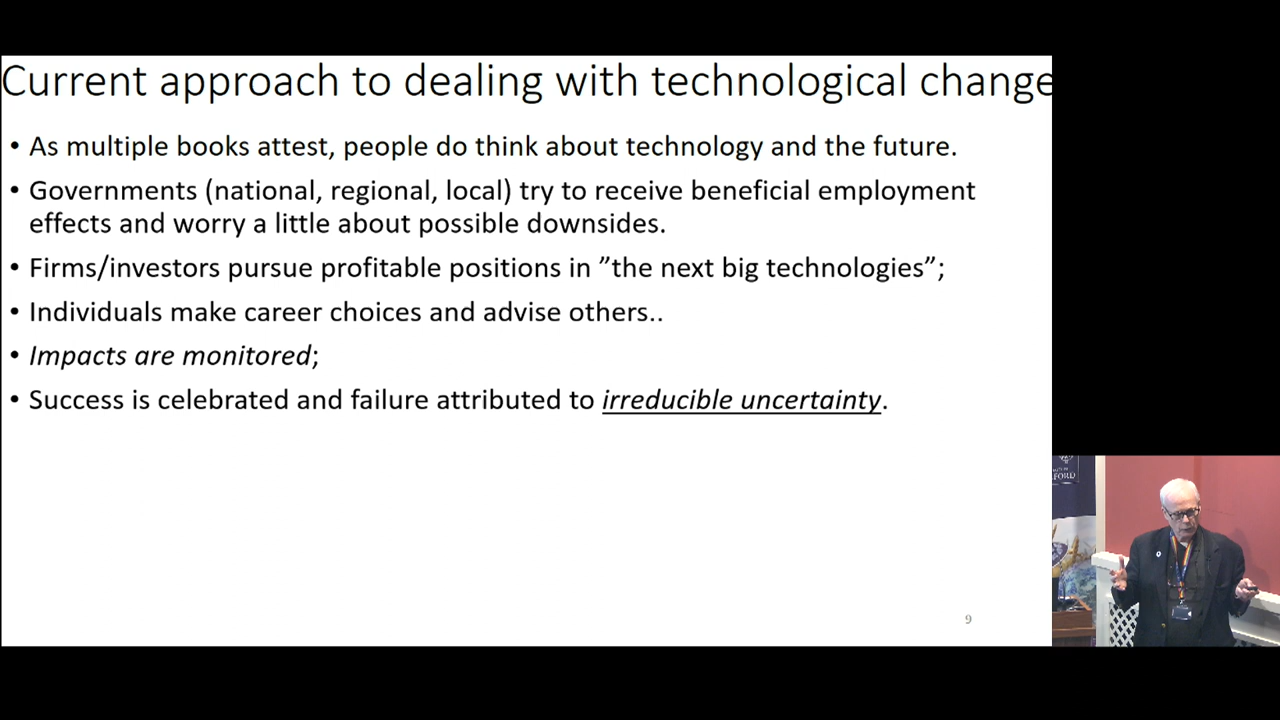 Current approach to dealing with technological change
• As multiple books attest, people do think about technology and the future.
• Governments (national, regional, local) try to receive beneficial employment
effects and worry a little about possible downsides.
• Firms/investors pursue profitable positions in ”the next big technologies”;
• Individuals make career choices and advise others..
• Impacts are monitored;
• Success is celebrated and failure attributed to irreducible uncertainty.
9